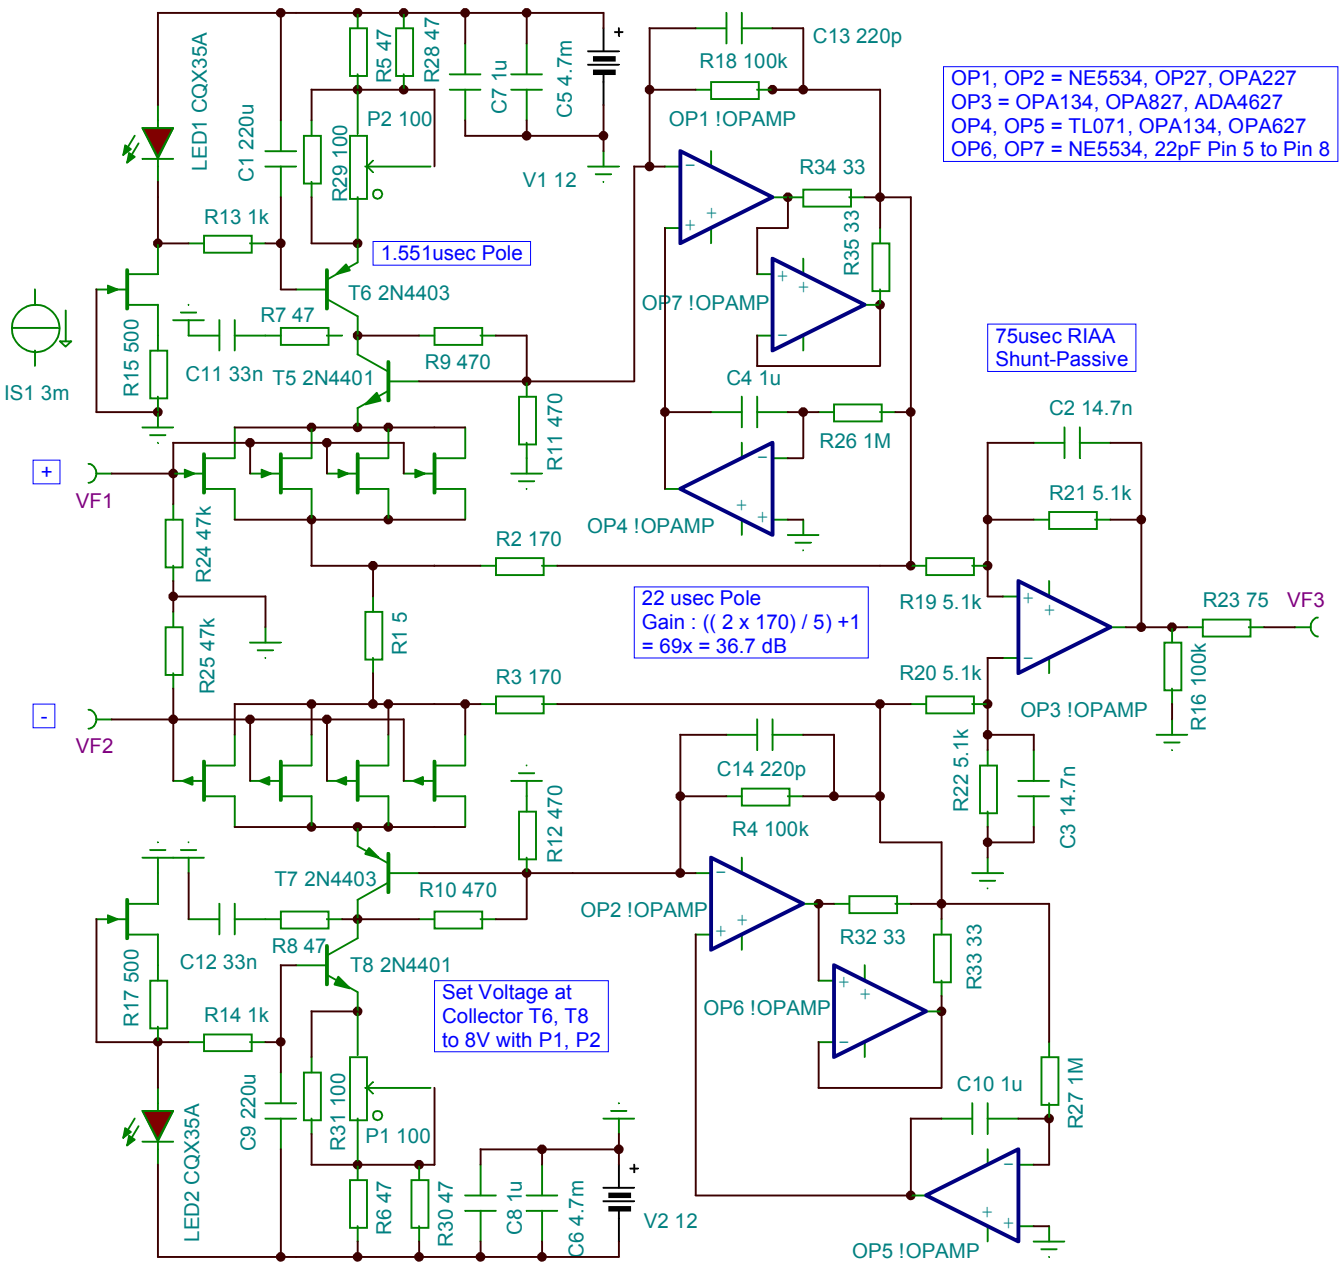 LED1 CQX35A
C1 220u
R5 47
R28 47
P2 100
R29 100
C7 1u
C5 4.7m
+
V1 12
C13 220p
R18 100k
OP1 !OPAMP
OP1, OP2 = NE5534, OP27, OPA227
OP3 = OPA134, OPA827, ADA4627
OP4, OP5 = TL071, OPA134, OPA627
OP6, OP7 = NE5534, 22pF Pin 5 to Pin 8
R34 33
R35 33
R13 1k
1.551usec Pole
T6 2N4403
OP7 !OPAMP
R7 47
R15 500
C11 33n
T5 2N4401
R9 470
IS1 3m
75usec RIAA
Shunt-Passive
C4 1u
R26 1M
C2 14.7n
R11 470
+
VF1
R21 5.1k
OP4 !OPAMP
R24 47k
R2 170
22 usec Pole
Gain : (( 2 x 170) / 5) +1
= 69x = 36.7 dB
R19 5.1k
R23 75
VF3
R25 47k
R1 5
R3 170
R20 5.1k
OP3 !OPAMP
R16 100k
-
VF2
C14 220p
R4 100k
R22 5.1k
C3 14.7n
R12 470
T7 2N4403
R10 470
OP2 !OPAMP
R32 33
R33 33
R17 500
C12 33n
R8 47
T8 2N4401
Set Voltage at
Collector T6, T8
to 8V with P1, P2
OP6 !OPAMP
R14 1k
C9 220u
R31 100
P1 100
C10 1u
R27 1M
LED2 CQX35A
R6 47
R30 47
C8 1u
C6 4.7m
+
V2 12
OP5 !OPAMP